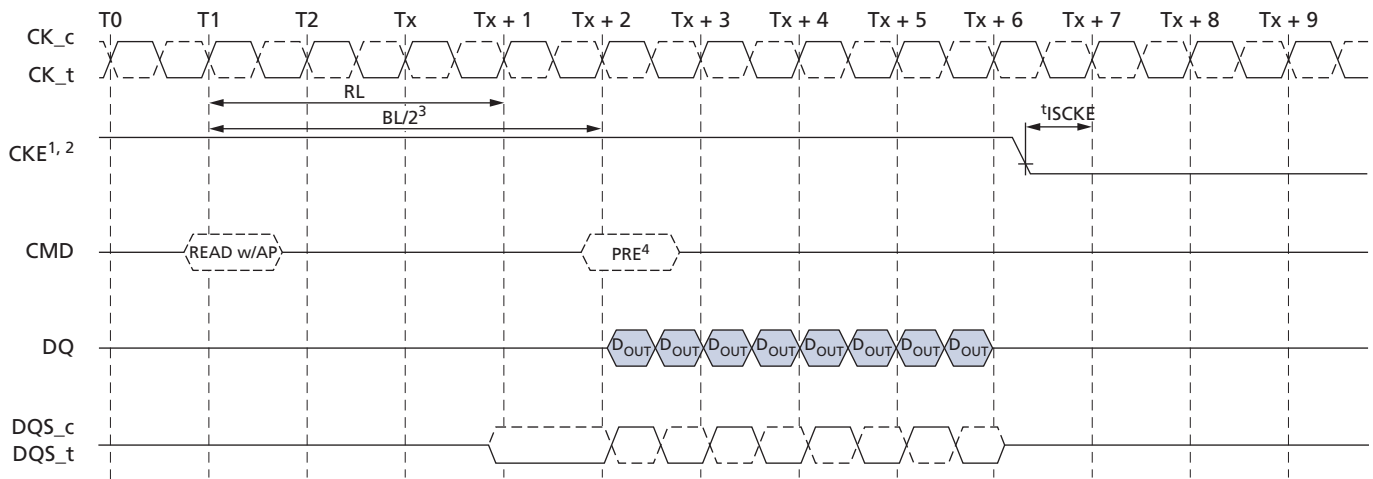 T0 T1 T2 Tx Tx + 1 Tx + 2 Tx + 3 Tx + 4 Tx + 5 Tx + 6 Tx + 7 Tx + 8 Tx + 9
CK_c
CK_t
RL
BL/2³
tISCKE
CKE1, 2
CMD
READ w/AP
PRE⁴
DQ
DOUT DOUT DOUT DOUT DOUT DOUT DOUT DOUT
DQS_c
DQS_t